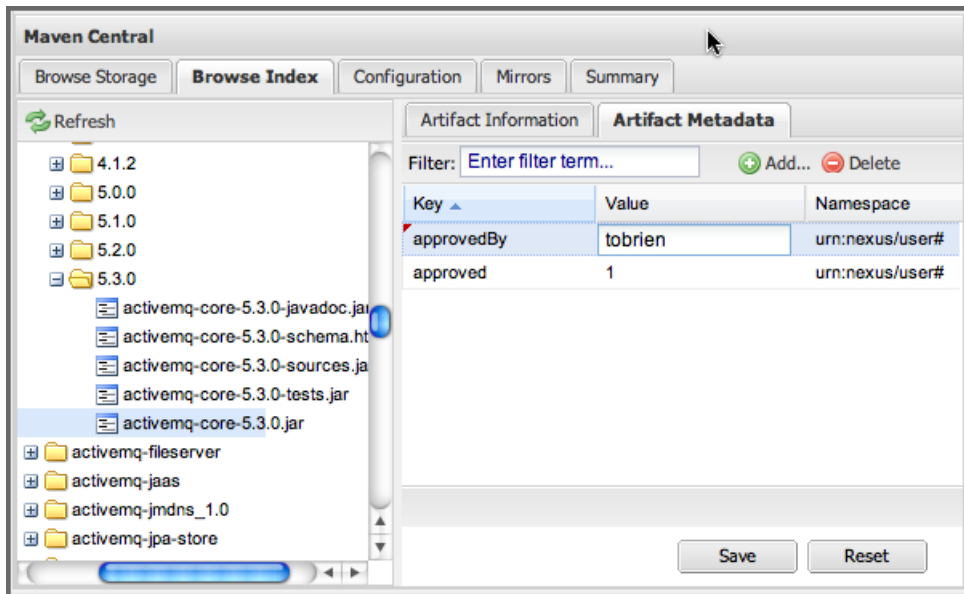 Maven Central
Browse Storage Browse Index Configuration Mirrors Summary
Refresh
4.1.2
5.0.0
5.1.0
5.2.0
5.3.0
activemq-core-5.3.0-javadoc.jar
activemq-core-5.3.0-schema.ht
activemq-core-5.3.0-sources.ja
activemq-core-5.3.0-tests.jar
activemq-core-5.3.0.jar
activemq-fileserver
activemq-jaas
activemq-jmdns_1.0
activemq-jpa-store
Artifact Information Artifact Metadata
Filter: Enter filter term... Add... Delete
Key Value Namespace
approvedBy tobrien urn:nexus/user#
approved 1 urn:nexus/user#
Save Reset